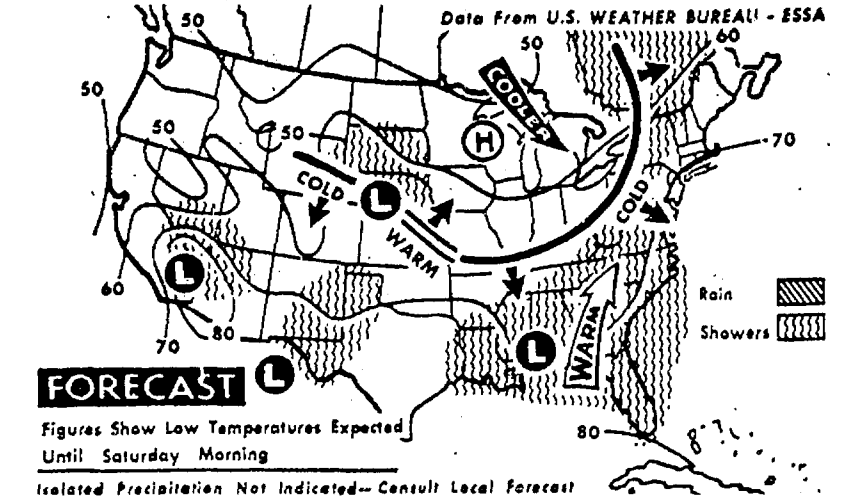 Data From U.S. WEATHER BUREAU - ESSA
50
60
50
50
COOLER
50
50
H
70
COLD
L
COLD
WARM
L
60
Rain
80
Showers
70
L
WARM
L
FORECAST
80
Figures Show Low Temperatures Expected
Until Saturday Morning
Isolated Precipitation Not Indicated-- Consult Local Forecast